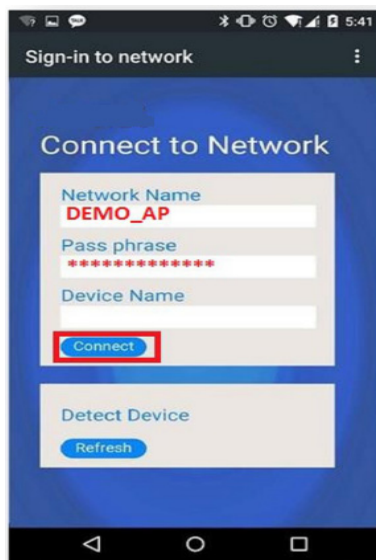 5:41
Sign-in to network
Connect to Network
Network Name
DEMO_AP
Pass phrase
*************
Device Name
Connect
Detect Device
Refresh